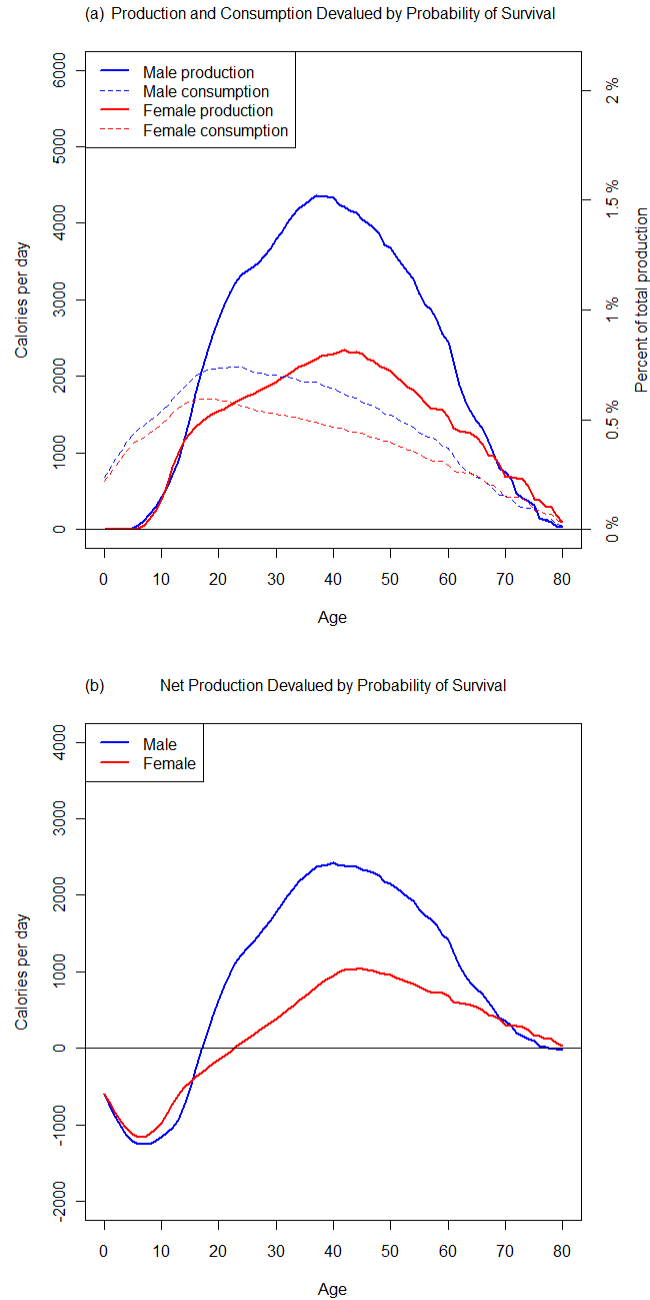 (a) Production and Consumption Devalued by Probability of Survival
Male production
Male consumption
Female production
Female consumption
6000
5000
4000
3000
2000
1000
0
Calories per day
2 %
1.5 %
1 %
0.5 %
0 %
Percent of total production
0 10 20 30 40 50 60 70 80
Age
(b) Net Production Devalued by Probability of Survival
Male
Female
4000
3000
2000
1000
0
-1000
-2000
Calories per day
0 10 20 30 40 50 60 70 80
Age